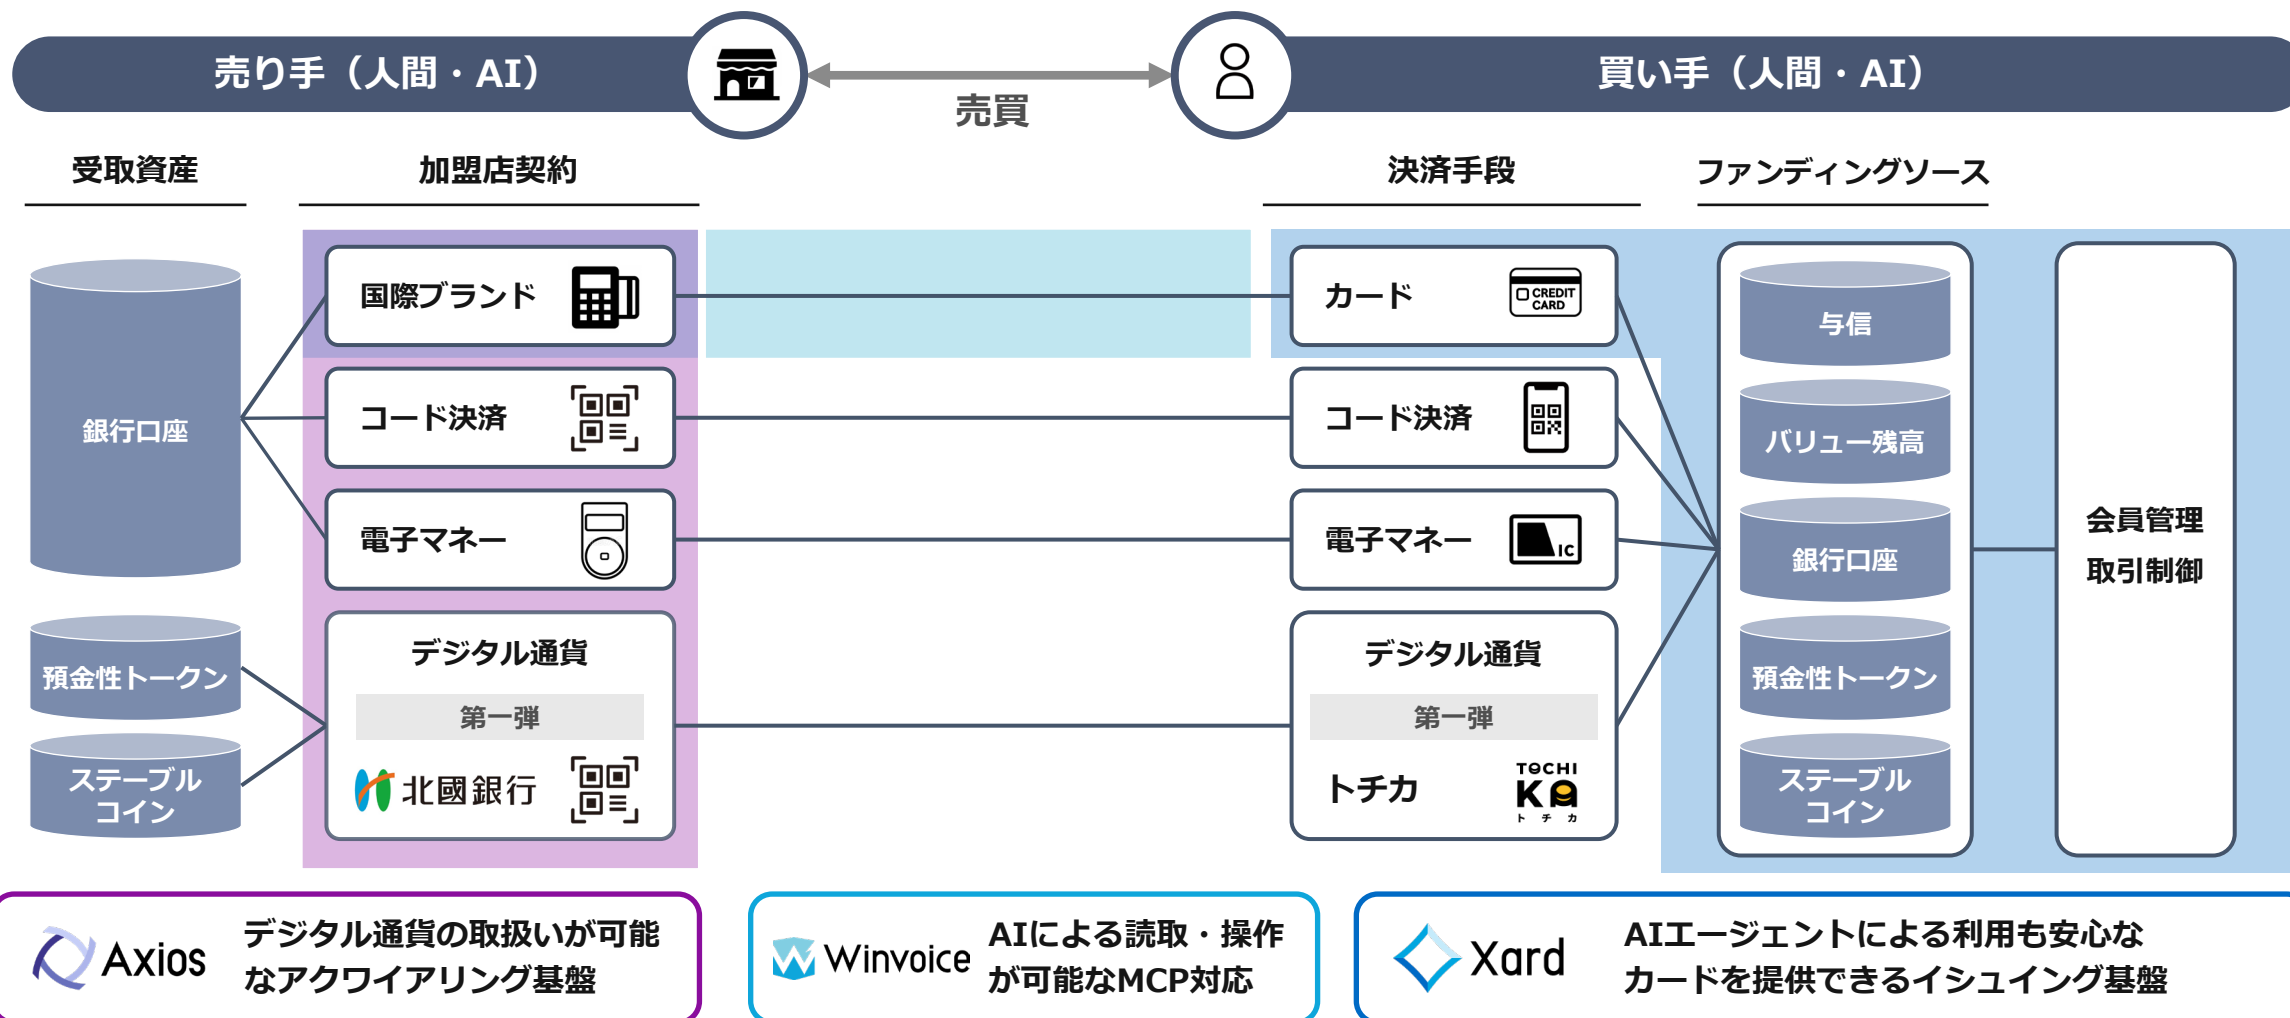 売り手（人間・AI）
売買
買い手（人間・AI）
受取資産
加盟店契約
決済手段
ファンディングソース
銀行口座
預金性トークン
ステーブル
コイン
国際ブランド
コード決済
電子マネー
デジタル通貨
第一弾
北國銀行
カード
CREDIT
CARD
コード決済
電子マネー
IC
デジタル通貨
第一弾
トチカ
TOCHI
KA
トチカ
与信
バリュー残高
銀行口座
預金性トークン
ステーブル
コイン
会員管理
取引制御
Axios
デジタル通貨の取扱いが可能
なアクワイアリング基盤
Winvoice
AIによる読取・操作
が可能なMCP対応
Xard
AIエージェントによる利用も安心な
カードを提供できるイシュイング基盤